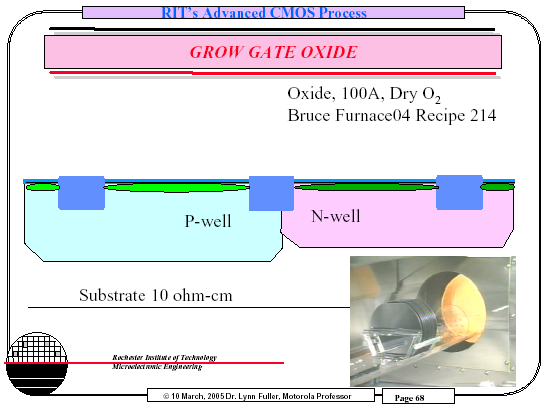 RIT's Advanced CMOS Process
GROW GATE OXIDE
Oxide, 100A, Dry O2
Bruce Furnace04 Recipe 214
P-well
N-well
Substrate 10 ohm-cm
Rochester Institute of Technology
Microelectronic Engineering
© 10 March, 2005 Dr. Lynn Fuller, Motorola Professor
Page 68